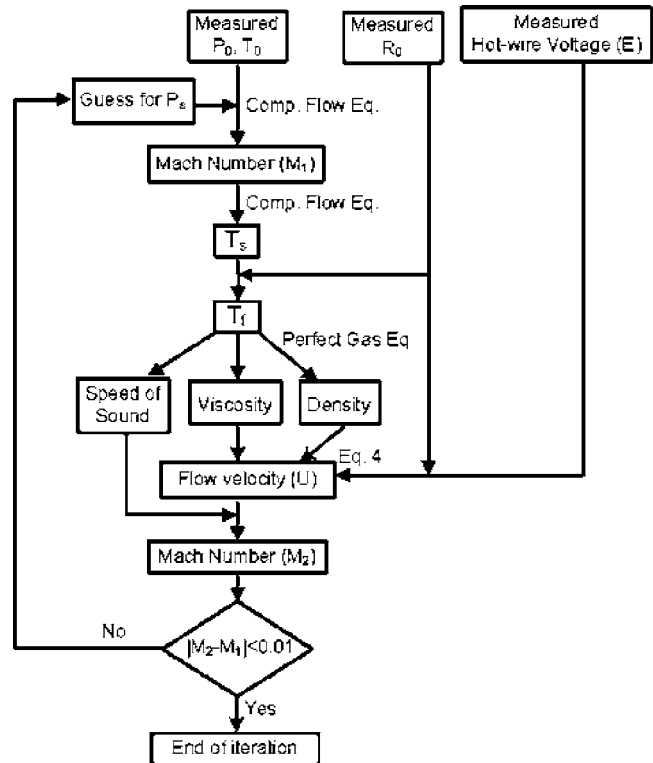 Measured
P₀, T₀
Measured
R₀
Measured
Hot-wire Voltage (E)
Guess for Pₛ
Comp. Flow Eq.
Mach Number (M₁)
Comp. Flow Eq.
Tₛ
T_f
Perfect Gas Eq
Speed of
Sound
Viscosity
Density
Eq. 4
Flow velocity (U)
Mach Number (M₂)
No
|M₂-M₁|<0.01
Yes
End of iteration